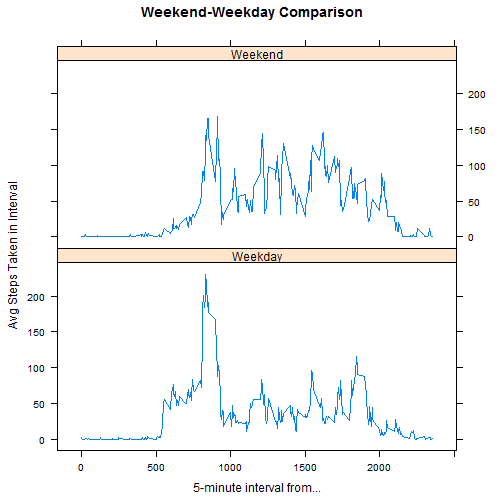 Weekend-Weekday Comparison
Weekend
200
150
100
50
0
Weekday
200
150
100
50
0
0 500 1000 1500 2000
Avg Steps Taken in Interval
5-minute interval from...